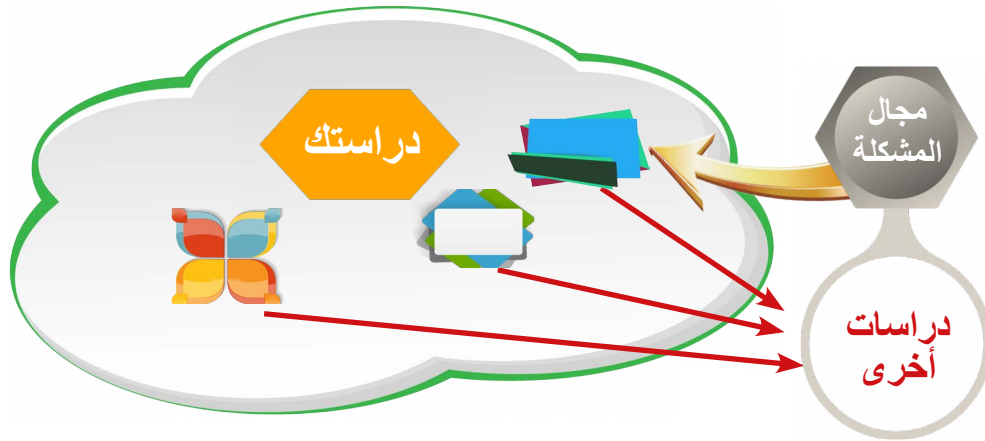 مجال
المشكلة
دراستك
دراسات
أخرى